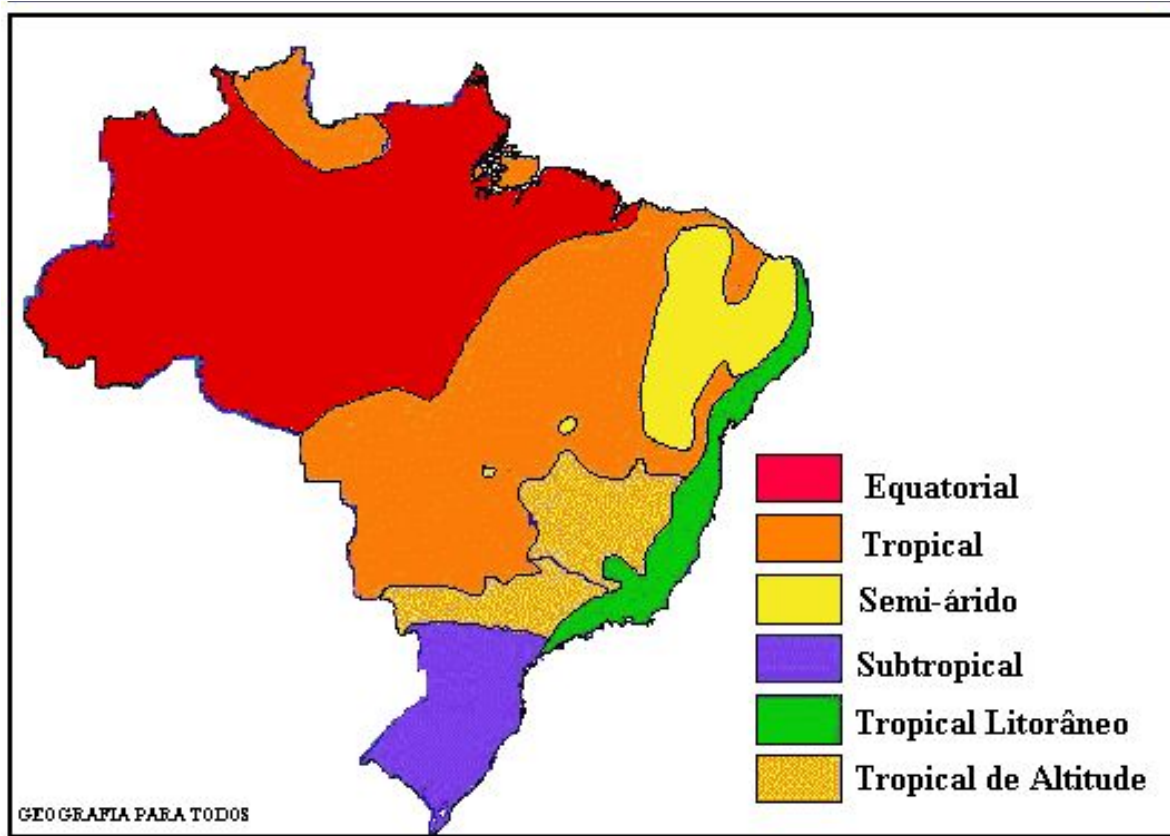 Equatorial
Tropical
Semi-árido
Subtropical
Tropical Litorâneo
Tropical de Altitude
GEOGRAFIA PARA TODOS